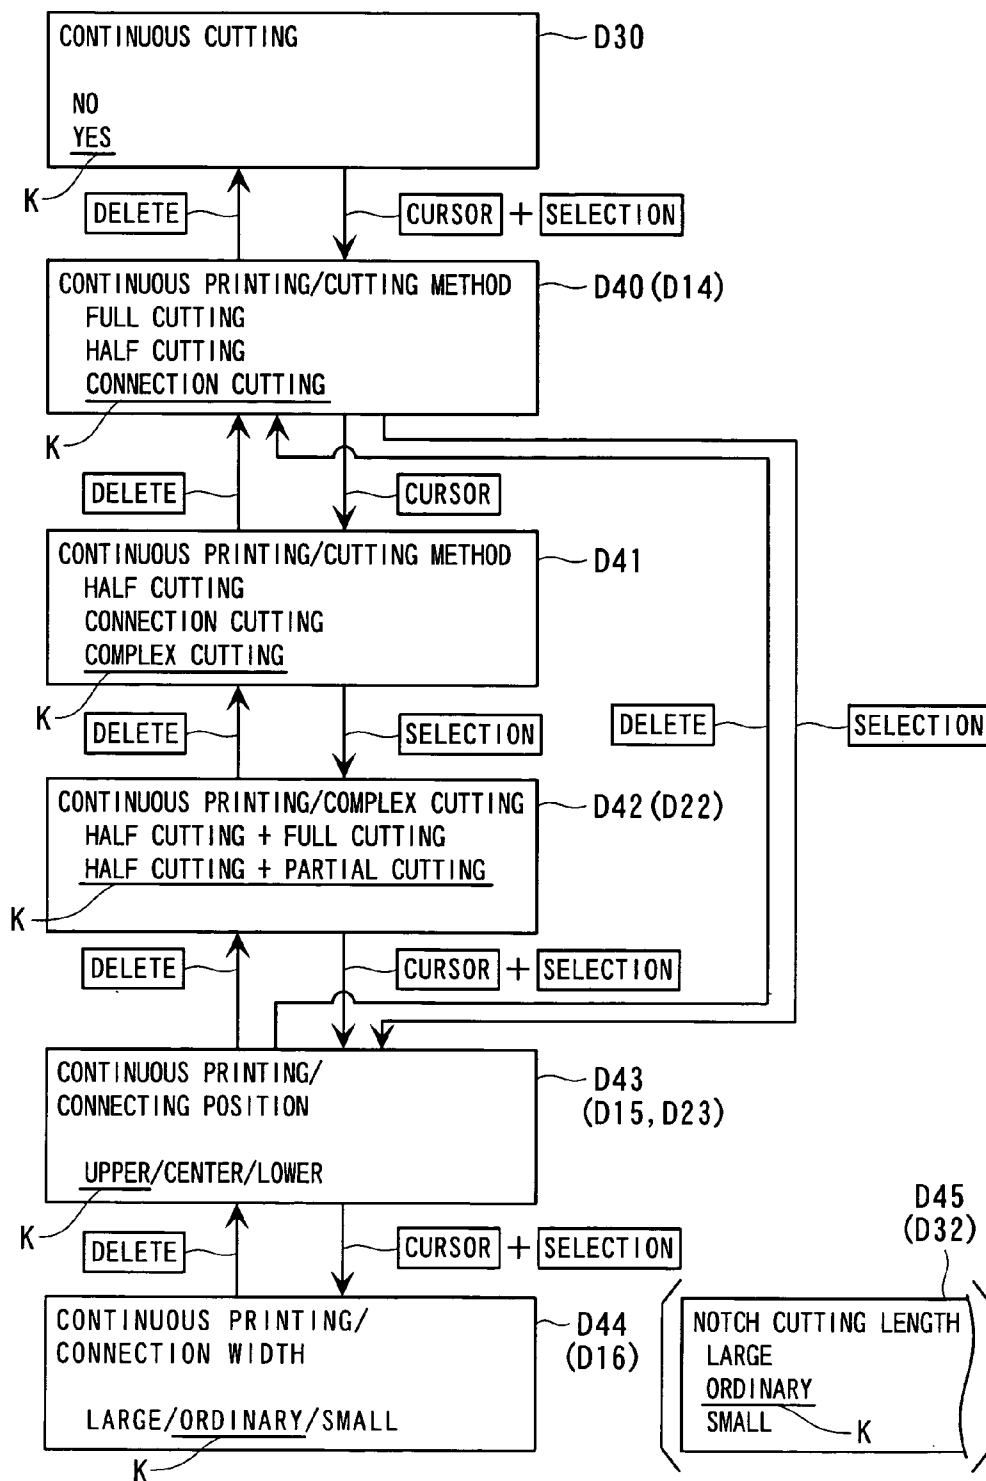 CONTINUOUS CUTTING
NO
YES
D30
K
DELETE
CURSOR + SELECTION
CONTINUOUS PRINTING/CUTTING METHOD
FULL CUTTING
HALF CUTTING
CONNECTION CUTTING
D40(D14)
K
DELETE
CURSOR
CONTINUOUS PRINTING/CUTTING METHOD
HALF CUTTING
CONNECTION CUTTING
COMPLEX CUTTING
D41
K
DELETE
SELECTION
DELETE
SELECTION
CONTINUOUS PRINTING/COMPLEX CUTTING
HALF CUTTING + FULL CUTTING
HALF CUTTING + PARTIAL CUTTING
D42(D22)
K
DELETE
CURSOR + SELECTION
CONTINUOUS PRINTING/
CONNECTING POSITION
UPPER/CENTER/LOWER
D43
(D15, D23)
K
DELETE
CURSOR + SELECTION
CONTINUOUS PRINTING/
CONNECTION WIDTH
LARGE/ORDINARY/SMALL
D44
(D16)
K
D45
(D32)
NOTCH CUTTING LENGTH
LARGE
ORDINARY
SMALL
K